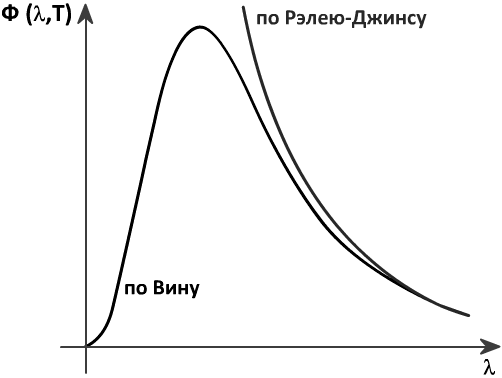 Φ (λ,T)
по Рэлею-Джинсу
по Вину
λ